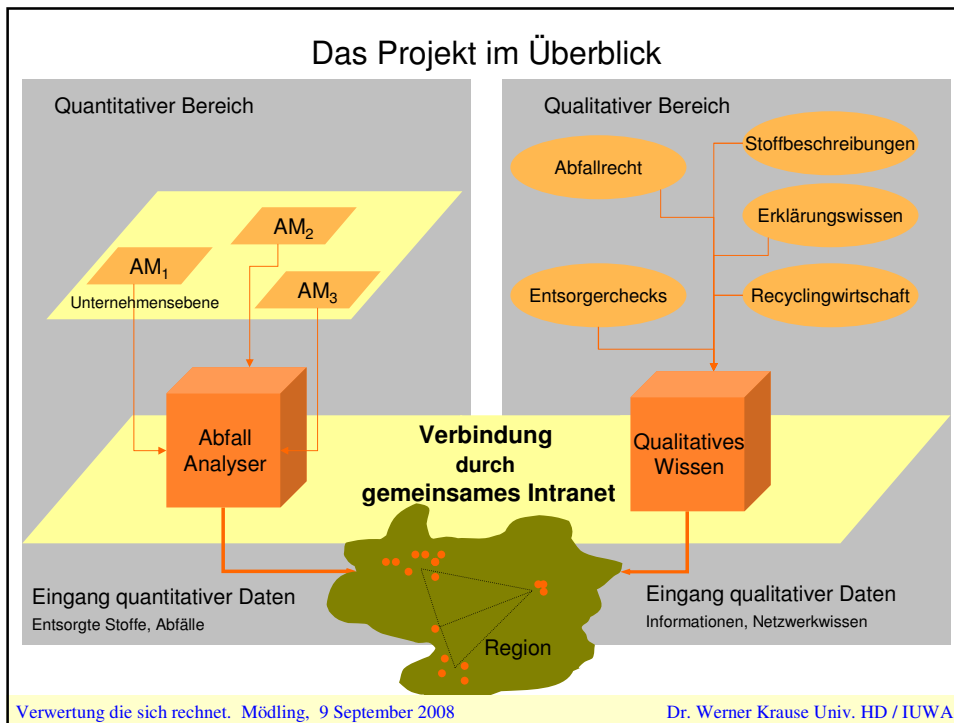 Das Projekt im Überblick
Quantitativer Bereich
AM₁
AM₂
AM₃
Unternehmensebene
Abfall
Analyser
Qualitativer Bereich
Abfallrecht
Stoffbeschreibungen
Erklärungswissen
Entsorgerchecks
Recyclingwirtschaft
Qualitatives
Wissen
Verbindung
durch
gemeinsames Intranet
Eingang quantitativer Daten
Entsorgte Stoffe, Abfälle
Region
Eingang qualitativer Daten
Informationen, Netzwerkwissen
Verwertung die sich rechnet. Mödling, 9 September 2008
Dr. Werner Krause Univ. HD / IUWA